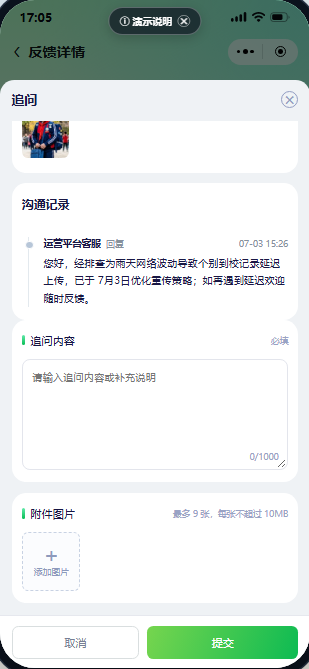 17:05
演示说明
反馈详情
追问
沟通记录
运营平台客服 回复 07-03 15:26
您好，经排查为雨天网络波动导致个别到校记录延迟
上传，已于 7月3日优化重传策略；如再遇到延迟欢迎
随时反馈。
追问内容 必填
请输入追问内容或补充说明
0/1000
附件图片 最多 9 张，每张不超过 10MB
+
添加图片
取消 提交